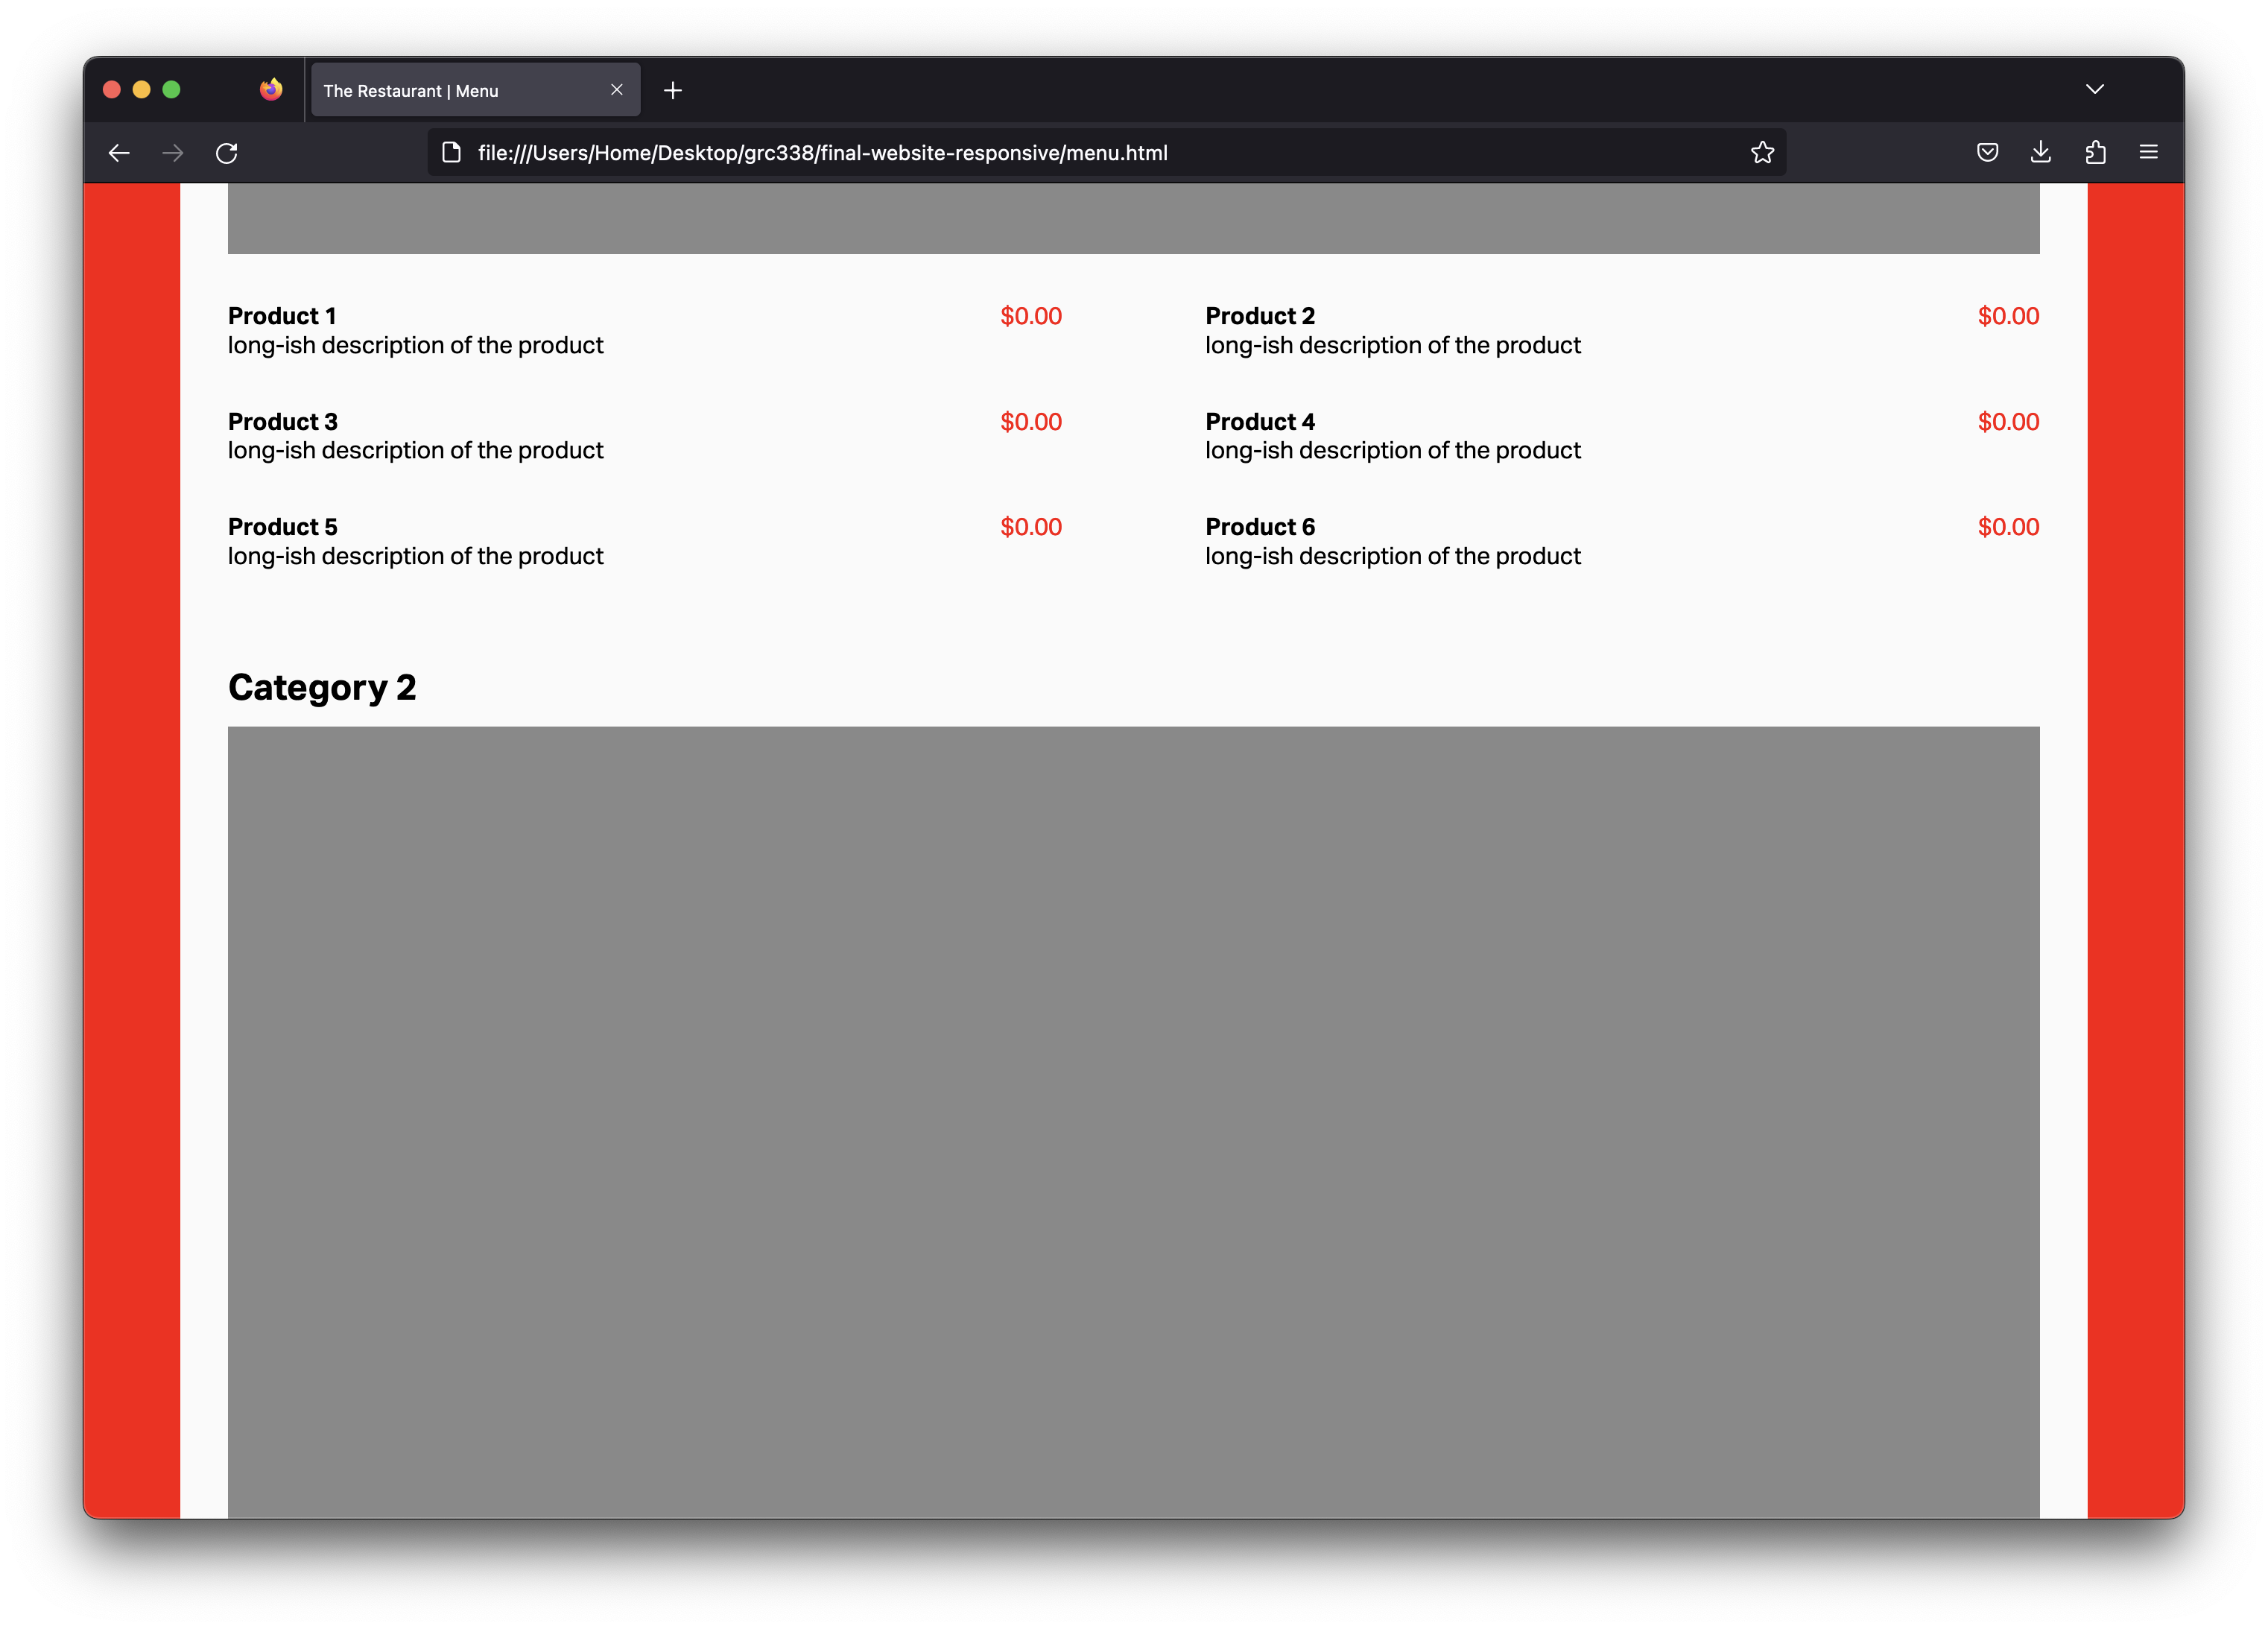 The Restaurant | Menu
file:///Users/Home/Desktop/grc338/final-website-responsive/menu.html
Product 1 $0.00
long-ish description of the product
Product 2 $0.00
long-ish description of the product
Product 3 $0.00
long-ish description of the product
Product 4 $0.00
long-ish description of the product
Product 5 $0.00
long-ish description of the product
Product 6 $0.00
long-ish description of the product
Category 2